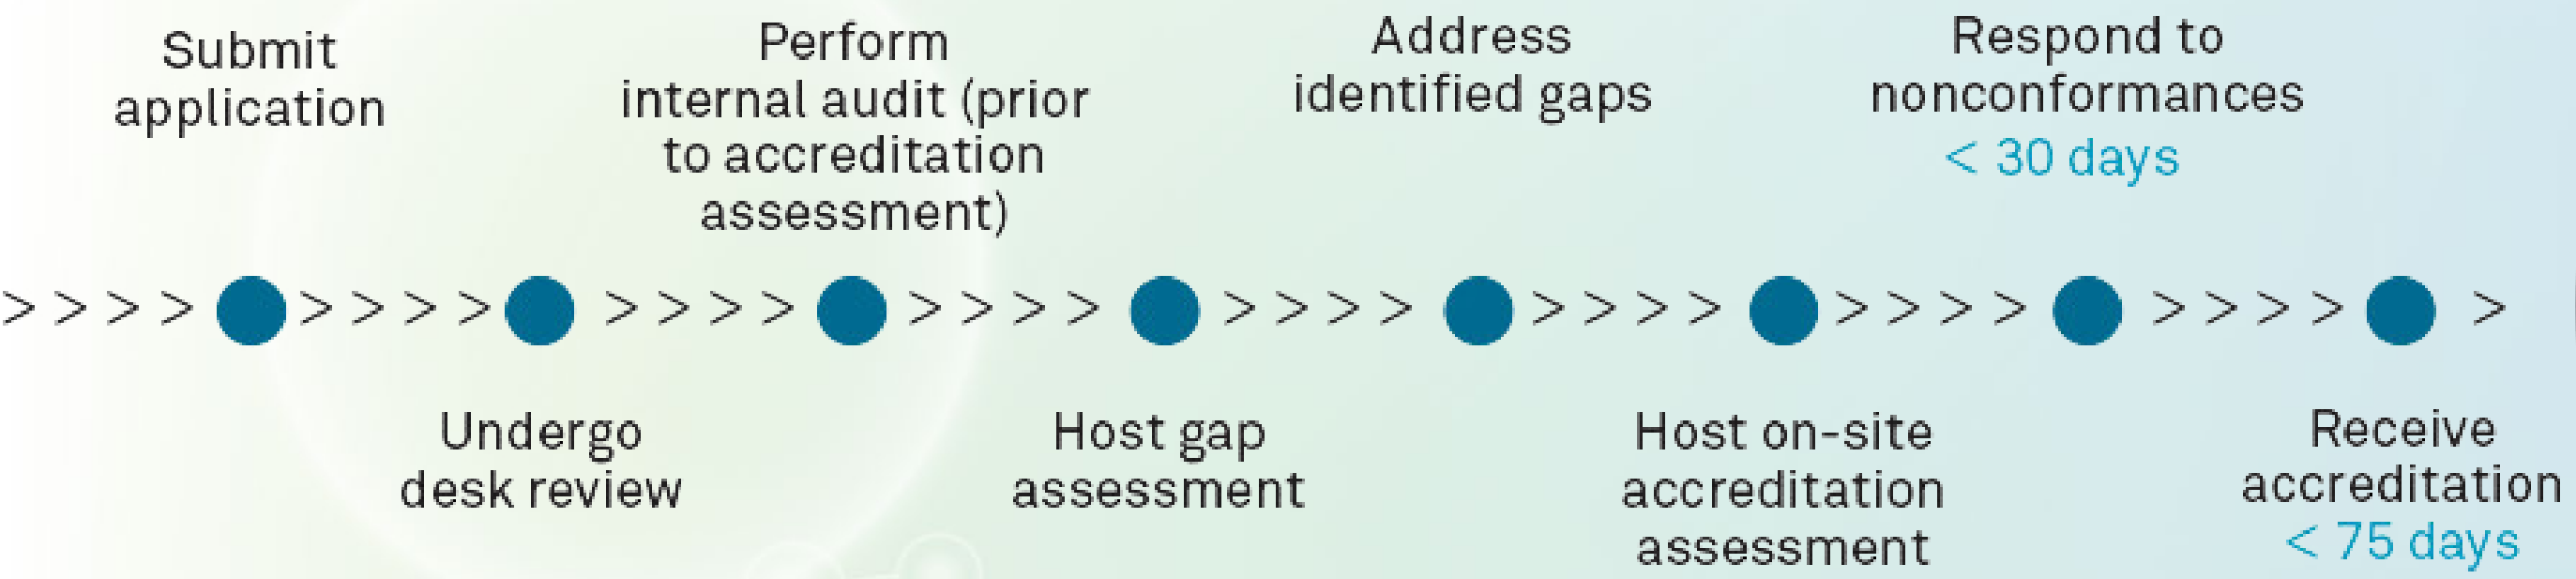 Submit
application
Undergo
desk review
Perform
internal audit (prior
to accreditation
assessment)
Host gap
assessment
Address
identified gaps
Host on-site
accreditation
assessment
Respond to
nonconformances
< 30 days
Receive
accreditation
< 75 days
> > > > > > > > > > > > > > > > > > > > > > > > > > > > > > > > >